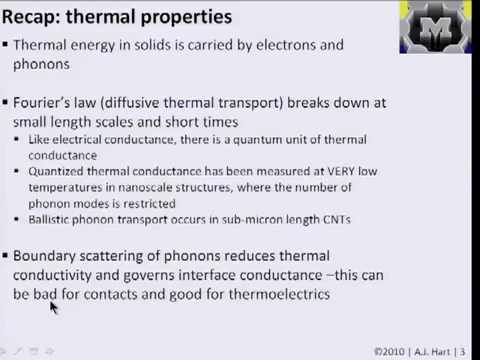 Recap: thermal properties
▪ Thermal energy in solids is carried by electrons and
phonons
▪ Fourier's law (diffusive thermal transport) breaks down at
small length scales and short times
▪ Like electrical conductance, there is a quantum unit of thermal
conductance
▪ Quantized thermal conductance has been measured at VERY low
temperatures in nanoscale structures, where the number of
phonon modes is restricted
▪ Ballistic phonon transport occurs in sub-micron length CNTs
▪ Boundary scattering of phonons reduces thermal
conductivity and governs interface conductance –this can
be bad for contacts and good for thermoelectrics
M
©2010 | A.J. Hart | 3